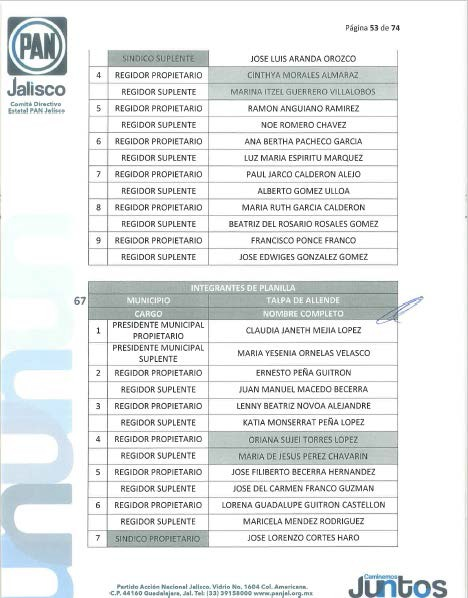 Página 53 de 74
PAN
Jalisco
Comité Directivo
Estatal PAN Jalisco
SINDICO SUPLENTE JOSE LUIS ARANDA OROZCO
4 REGIDOR PROPIETARIO CINTHYA MORALES ALMARAZ
REGIDOR SUPLENTE MARINA ITZEL GUERRERO VILLALOBOS
5 REGIDOR PROPIETARIO RAMON ANGUIANO RAMIREZ
REGIDOR SUPLENTE NOE ROMERO CHAVEZ
6 REGIDOR PROPIETARIO ANA BERTHA PACHECO GARCIA
REGIDOR SUPLENTE LUZ MARIA ESPIRITU MARQUEZ
7 REGIDOR PROPIETARIO PAUL JARCO CALDERON ALEJO
REGIDOR SUPLENTE ALBERTO GOMEZ ULLOA
8 REGIDOR PROPIETARIO MARIA RUTH GARCIA CALDERON
REGIDOR SUPLENTE BEATRIZ DEL ROSARIO ROSALES GOMEZ
9 REGIDOR PROPIETARIO FRANCISCO PONCE FRANCO
REGIDOR SUPLENTE JOSE EDWIGES GONZALEZ GOMEZ
INTEGRANTES DE PLANILLA
67 MUNICIPIO TALPA DE ALLENDE
CARGO NOMBRE COMPLETO
1 PRESIDENTE MUNICIPAL PROPIETARIO CLAUDIA JANETH MEJIA LOPEZ
PRESIDENTE MUNICIPAL SUPLENTE MARIA YESENIA ORNELAS VELASCO
2 REGIDOR PROPIETARIO ERNESTO PEÑA GUITRON
REGIDOR SUPLENTE JUAN MANUEL MACEDO BECERRA
3 REGIDOR PROPIETARIO LENNY BEATRIZ NOVOA ALEJANDRE
REGIDOR SUPLENTE KATIA MONSERRAT PEÑA LOPEZ
4 REGIDOR PROPIETARIO ORIANA SUJEI TORRES LOPEZ
REGIDOR SUPLENTE MARIA DE JESUS PEREZ CHAVARIN
5 REGIDOR PROPIETARIO JOSE FILIBERTO BECERRA HERNANDEZ
REGIDOR SUPLENTE JOSE DEL CARMEN FRANCO GUZMAN
6 REGIDOR PROPIETARIO LORENA GUADALUPE GUITRON CASTELLON
REGIDOR SUPLENTE MARICELA MENDEZ RODRIGUEZ
7 SINDICO PROPIETARIO JOSE LORENZO CORTES HARO
Partido Acción Nacional Jalisco. Vidrio No. 1604 Col. Americana.
C.P. 44160 Guadalajara, Jal. Tel: (33) 39158000 www.panjal.org.mx
Caminemos
Juntos